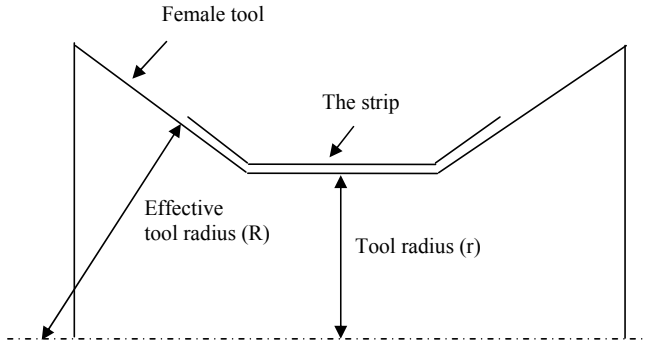 Female tool
The strip
Effective
tool radius (R)
Tool radius (r)